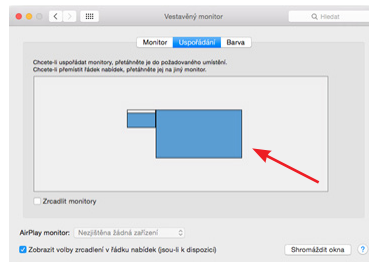 Vestavěný monitor
Hledat
Monitor Uspořádání Barva
Chcete-li uspořádat monitory, přetáhněte je do požadovaného umístění.
Chcete-li přemístit řádek nabídek, přetáhněte jej na jiný monitor.
Zrcadlit monitory
AirPlay monitor: Nezjištěna žádná zařízení
Zobrazit volby zrcadlení v řádku nabídek (jsou-li k dispozici)
Shromáždit okna ?